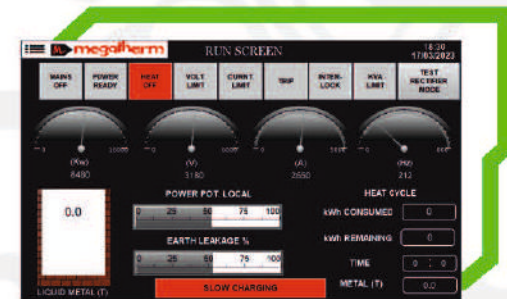 megatherm
RUN SCREEN
18:30
17/03/2023
MAINS OFF
POWER READY
HEAT OFF
VOLT LIMIT
CURNT LIMIT
TRIP
INTER-LOCK
KVA LIMIT
TEST RECTIFIER MODE
(Kw)
8480
(V)
3180
(A)
2650
(Hz)
212
POWER POT. LOCAL
0 25 50 75 100
EARTH LEAKAGE %
0 25 50 75 100
SLOW CHARGING
0.0
LIQUID METAL (T)
HEAT CYCLE
kWh CONSUMED 0
kWh REMAINING 0
TIME 0 : 0
METAL (T) 0.0